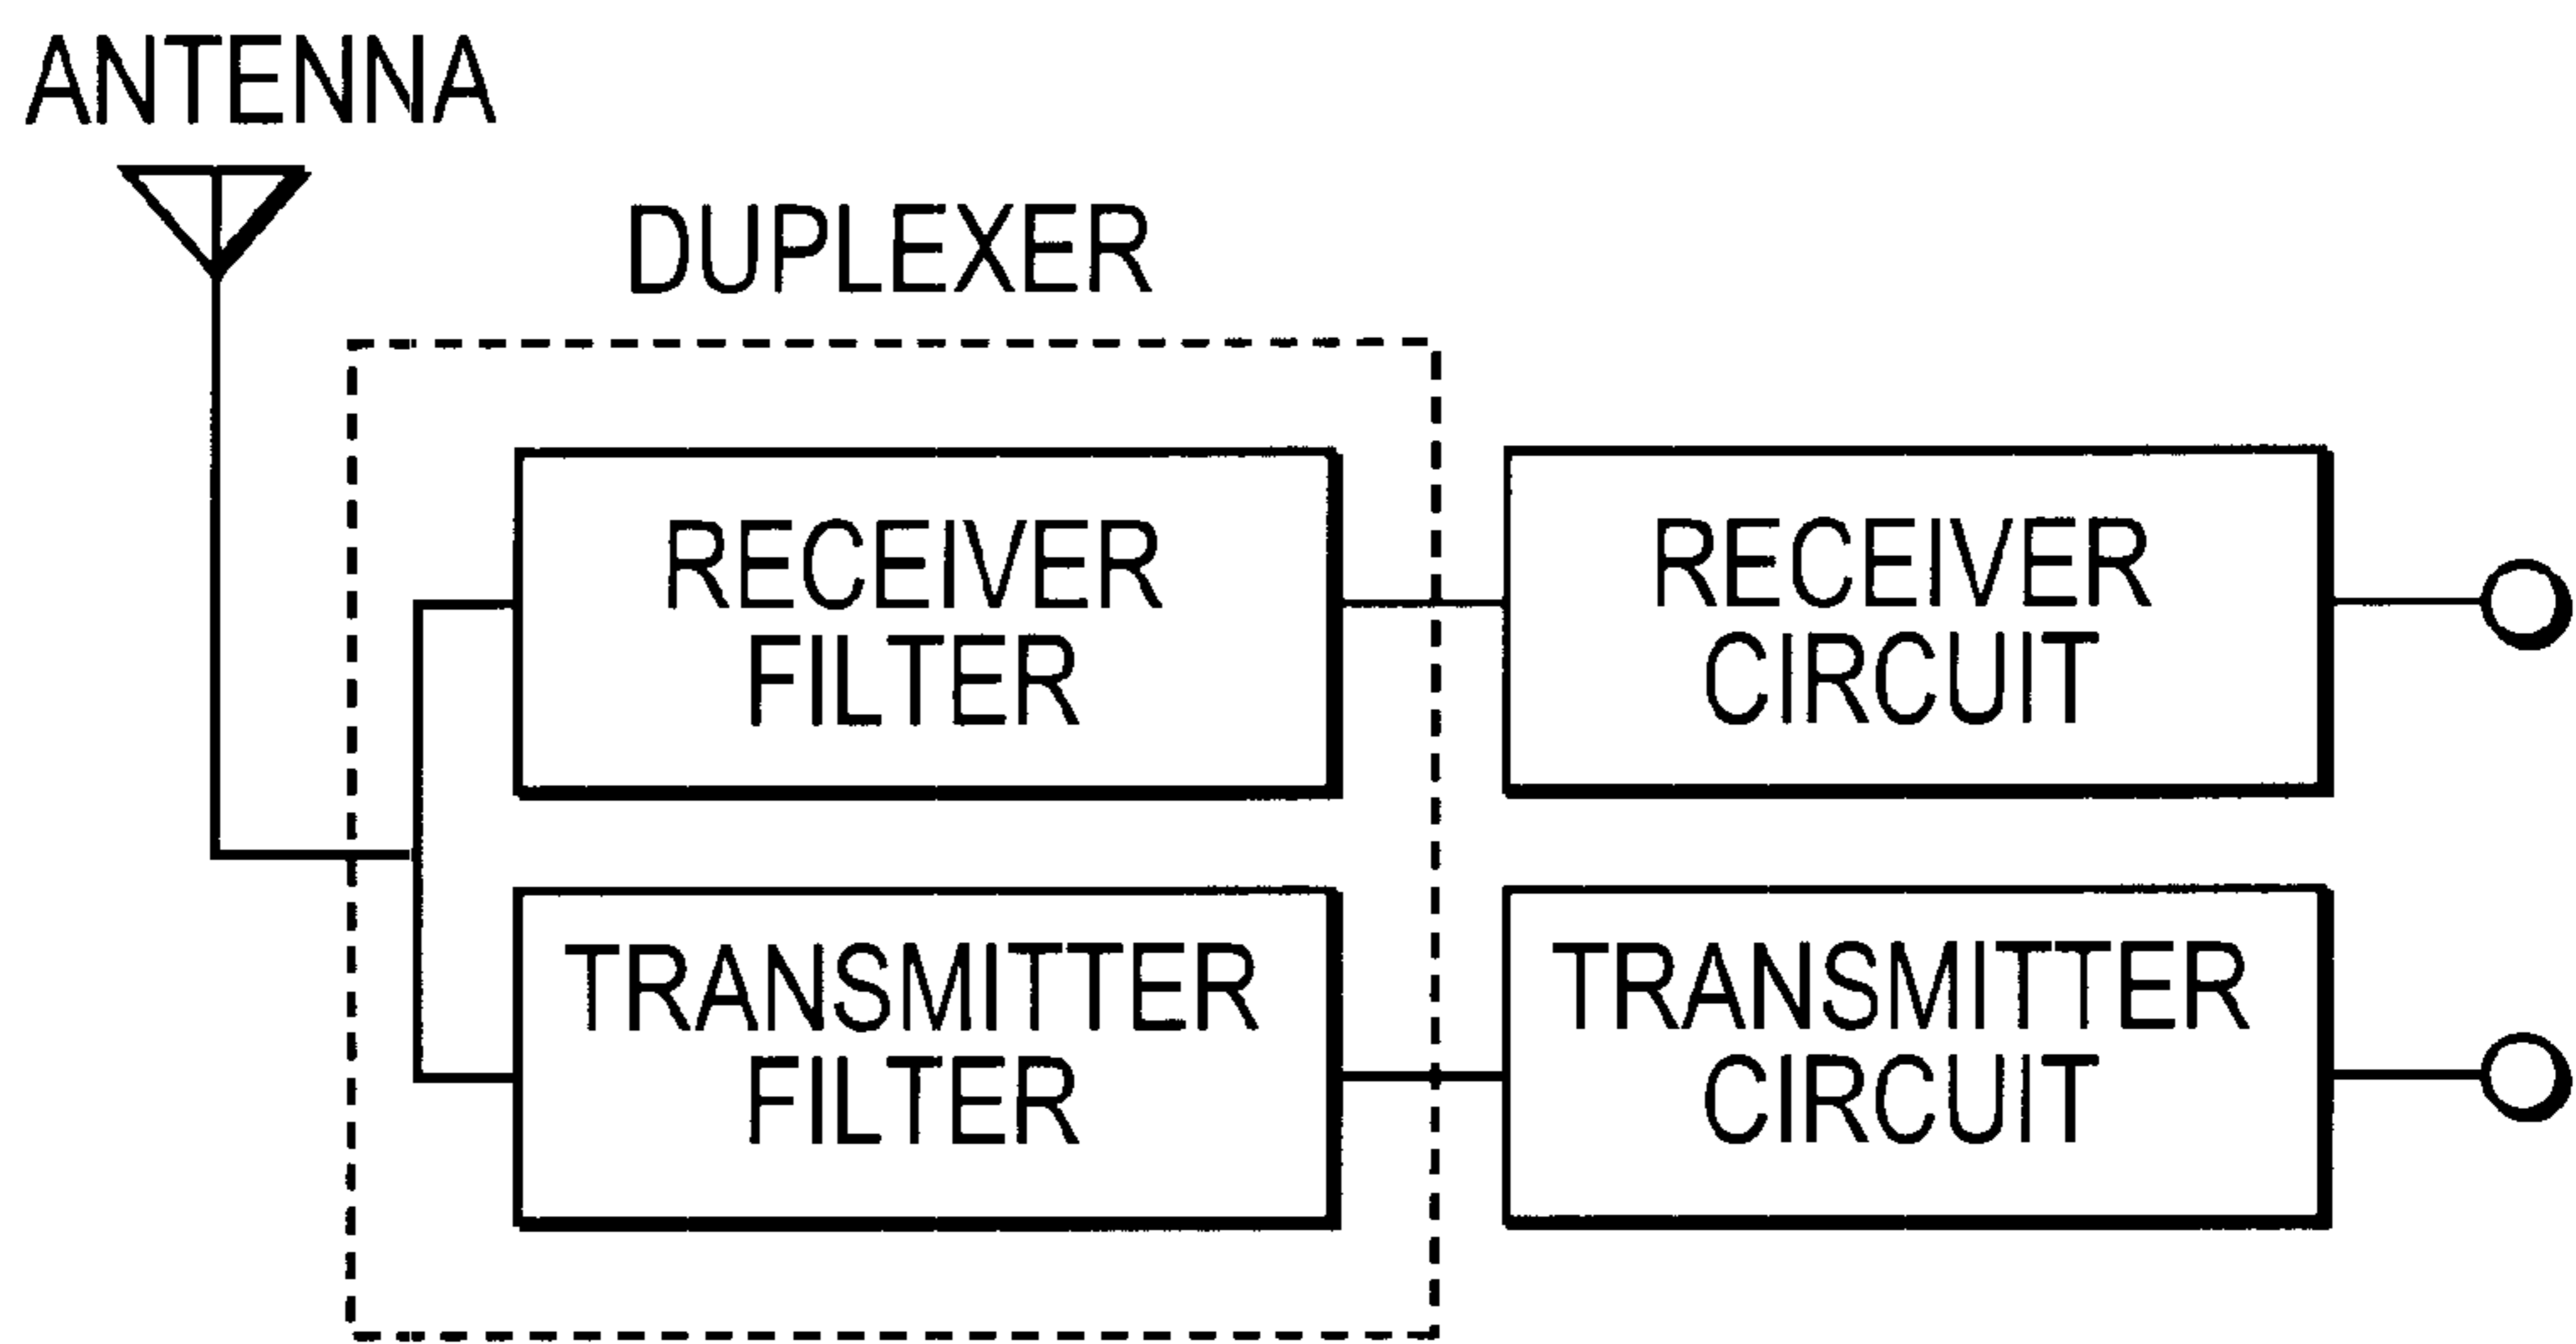 ANTENNA
DUPLEXER
RECEIVER
FILTER
RECEIVER
CIRCUIT
TRANSMITTER
FILTER
TRANSMITTER
CIRCUIT